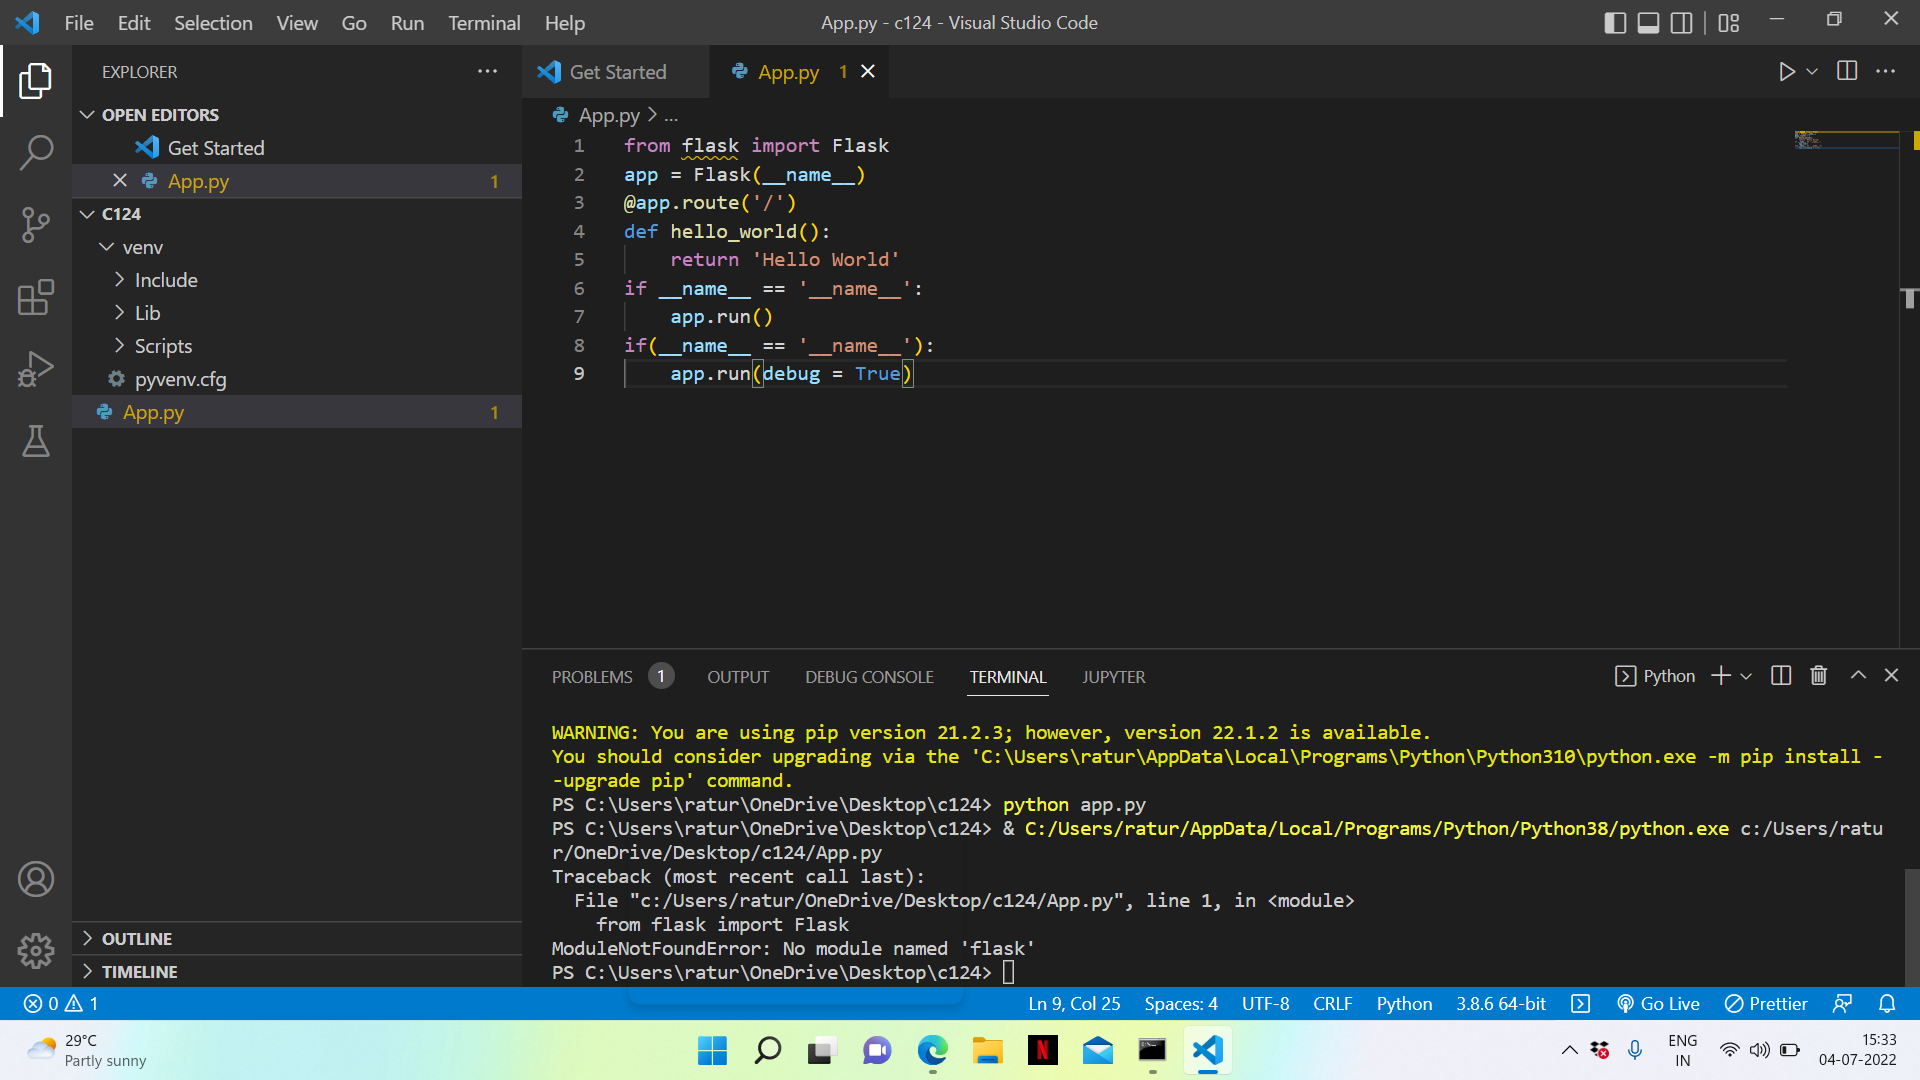 File Edit Selection View Go Run Terminal Help
App.py - c124 - Visual Studio Code
EXPLORER
OPEN EDITORS
Get Started
App.py 1
C124
venv
Include
Lib
Scripts
pyvenv.cfg
App.py 1
OUTLINE
TIMELINE
Get Started
App.py 1
App.py > ...
1 from flask import Flask
2 app = Flask(__name__)
3 @app.route('/')
4 def hello_world():
5 return 'Hello World'
6 if __name__ == '__name__':
7 app.run()
8 if(__name__ == '__name__'):
9 app.run(debug = True)
PROBLEMS 1 OUTPUT DEBUG CONSOLE TERMINAL JUPYTER
Python
WARNING: You are using pip version 21.2.3; however, version 22.1.2 is available.
You should consider upgrading via the 'C:\Users\ratur\AppData\Local\Programs\Python\Python310\python.exe -m pip install -
-upgrade pip' command.
PS C:\Users\ratur\OneDrive\Desktop\c124> python app.py
PS C:\Users\ratur\OneDrive\Desktop\c124> & C:/Users/ratur/AppData/Local/Programs/Python/Python38/python.exe c:/Users/ratu
r/OneDrive/Desktop/c124/App.py
Traceback (most recent call last):
File "c:/Users/ratur/OneDrive/Desktop/c124/App.py", line 1, in <module>
from flask import Flask
ModuleNotFoundError: No module named 'flask'
PS C:\Users\ratur\OneDrive\Desktop\c124>
0 1
Ln 9, Col 25 Spaces: 4 UTF-8 CRLF Python 3.8.6 64-bit Go Live Prettier
29°C
Partly sunny
N
ENG
IN
15:33
04-07-2022